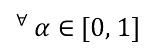 ∀ α ∈ [0, 1]